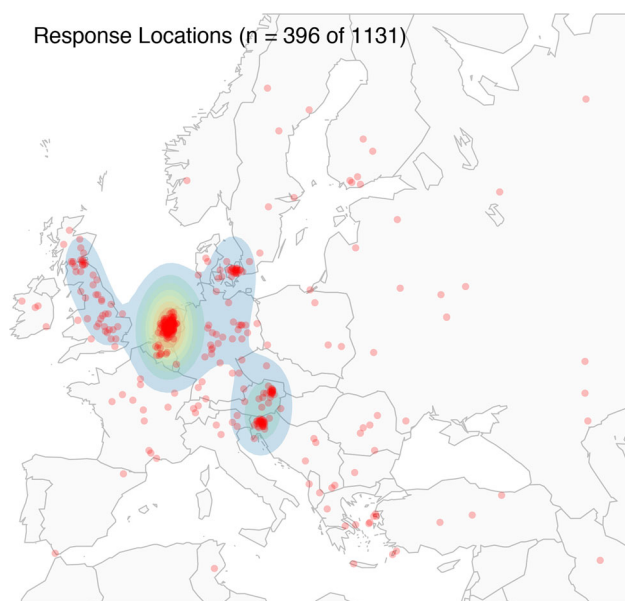 Response Locations (n = 396 of 1131)